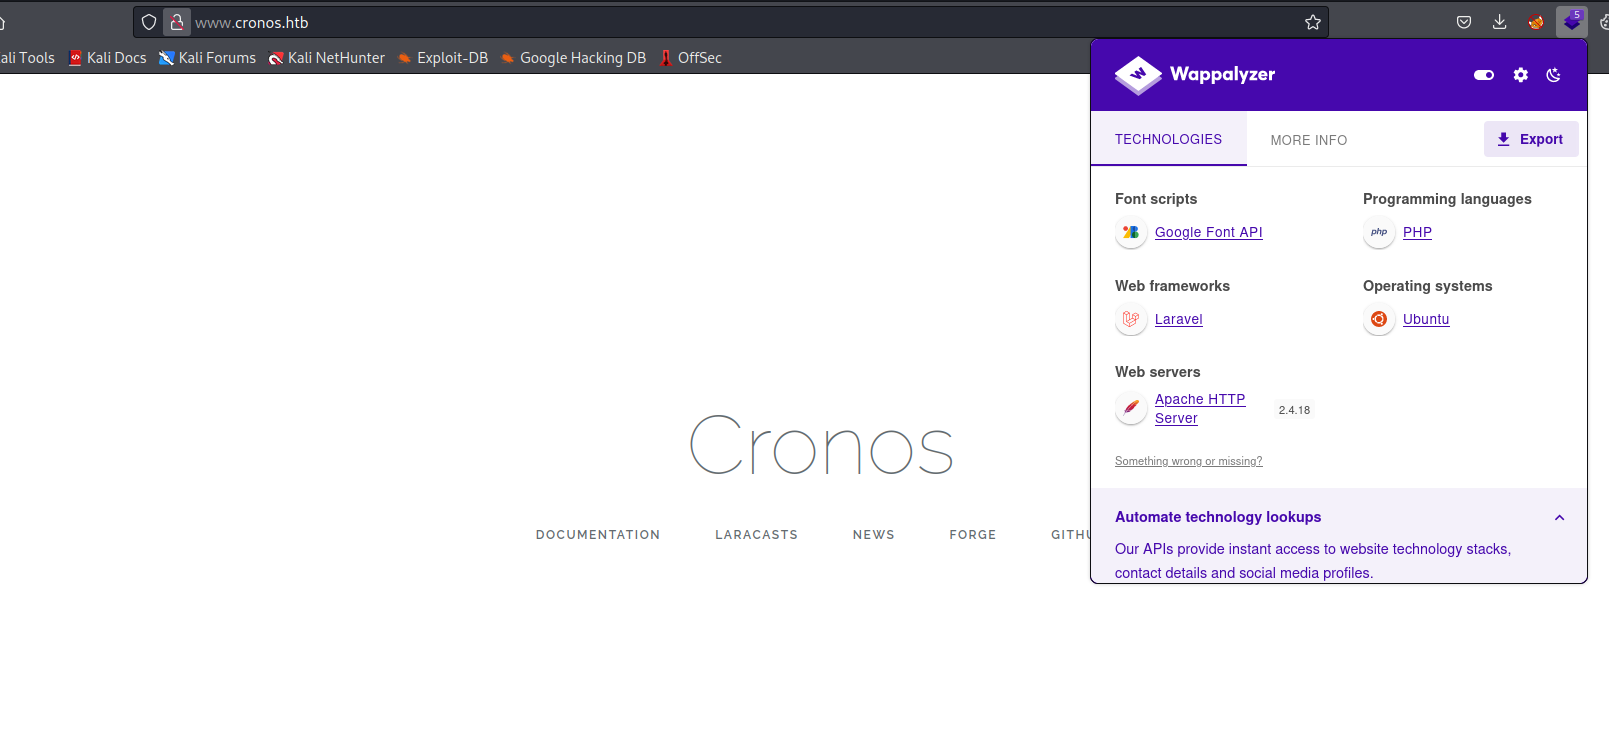 www.cronos.htb
5
ali Tools Kali Docs Kali Forums Kali NetHunter Exploit-DB Google Hacking DB OffSec
Wappalyzer
TECHNOLOGIES MORE INFO Export
Font scripts Programming languages
Google Font API php PHP
Web frameworks Operating systems
Laravel Ubuntu
Web servers
Apache HTTP
Server 2.4.18
Something wrong or missing?
Automate technology lookups
Our APIs provide instant access to website technology stacks,
contact details and social media profiles.
Cronos
DOCUMENTATION LARACASTS NEWS FORGE GITHU